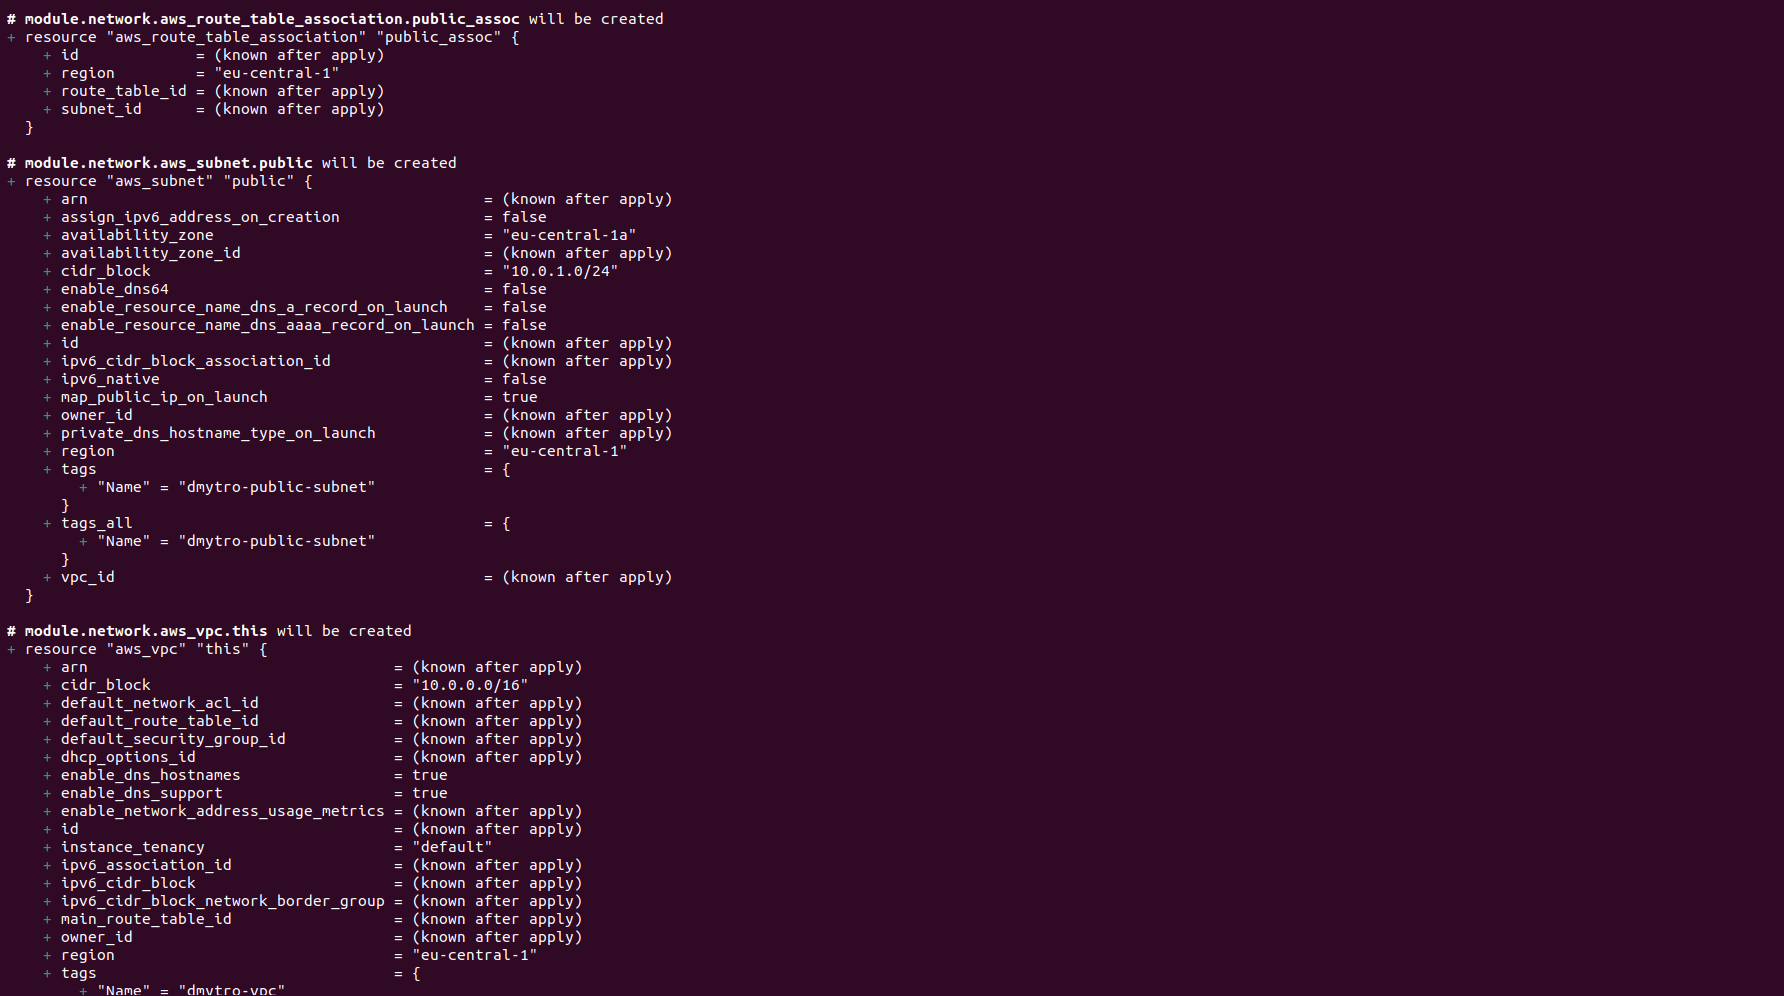 # module.network.aws_route_table_association.public_assoc will be created
+ resource "aws_route_table_association" "public_assoc" {
    + id             = (known after apply)
    + region         = "eu-central-1"
    + route_table_id = (known after apply)
    + subnet_id      = (known after apply)
  }

# module.network.aws_subnet.public will be created
+ resource "aws_subnet" "public" {
    + arn                                            = (known after apply)
    + assign_ipv6_address_on_creation                = false
    + availability_zone                              = "eu-central-1a"
    + availability_zone_id                           = (known after apply)
    + cidr_block                                     = "10.0.1.0/24"
    + enable_dns64                                   = false
    + enable_resource_name_dns_a_record_on_launch    = false
    + enable_resource_name_dns_aaaa_record_on_launch = false
    + id                                             = (known after apply)
    + ipv6_cidr_block_association_id                 = (known after apply)
    + ipv6_native                                    = false
    + map_public_ip_on_launch                        = true
    + owner_id                                       = (known after apply)
    + private_dns_hostname_type_on_launch            = (known after apply)
    + region                                         = "eu-central-1"
    + tags                                           = {
        + "Name" = "dmytro-public-subnet"
      }
    + tags_all                                       = {
        + "Name" = "dmytro-public-subnet"
      }
    + vpc_id                                         = (known after apply)
  }

# module.network.aws_vpc.this will be created
+ resource "aws_vpc" "this" {
    + arn                                  = (known after apply)
    + cidr_block                           = "10.0.0.0/16"
    + default_network_acl_id               = (known after apply)
    + default_route_table_id               = (known after apply)
    + default_security_group_id            = (known after apply)
    + dhcp_options_id                      = (known after apply)
    + enable_dns_hostnames                 = true
    + enable_dns_support                   = true
    + enable_network_address_usage_metrics = (known after apply)
    + id                                   = (known after apply)
    + instance_tenancy                     = "default"
    + ipv6_association_id                  = (known after apply)
    + ipv6_cidr_block                      = (known after apply)
    + ipv6_cidr_block_network_border_group = (known after apply)
    + main_route_table_id                  = (known after apply)
    + owner_id                             = (known after apply)
    + region                               = "eu-central-1"
    + tags                                 = {
        + "Name" = "dmytro-vpc"